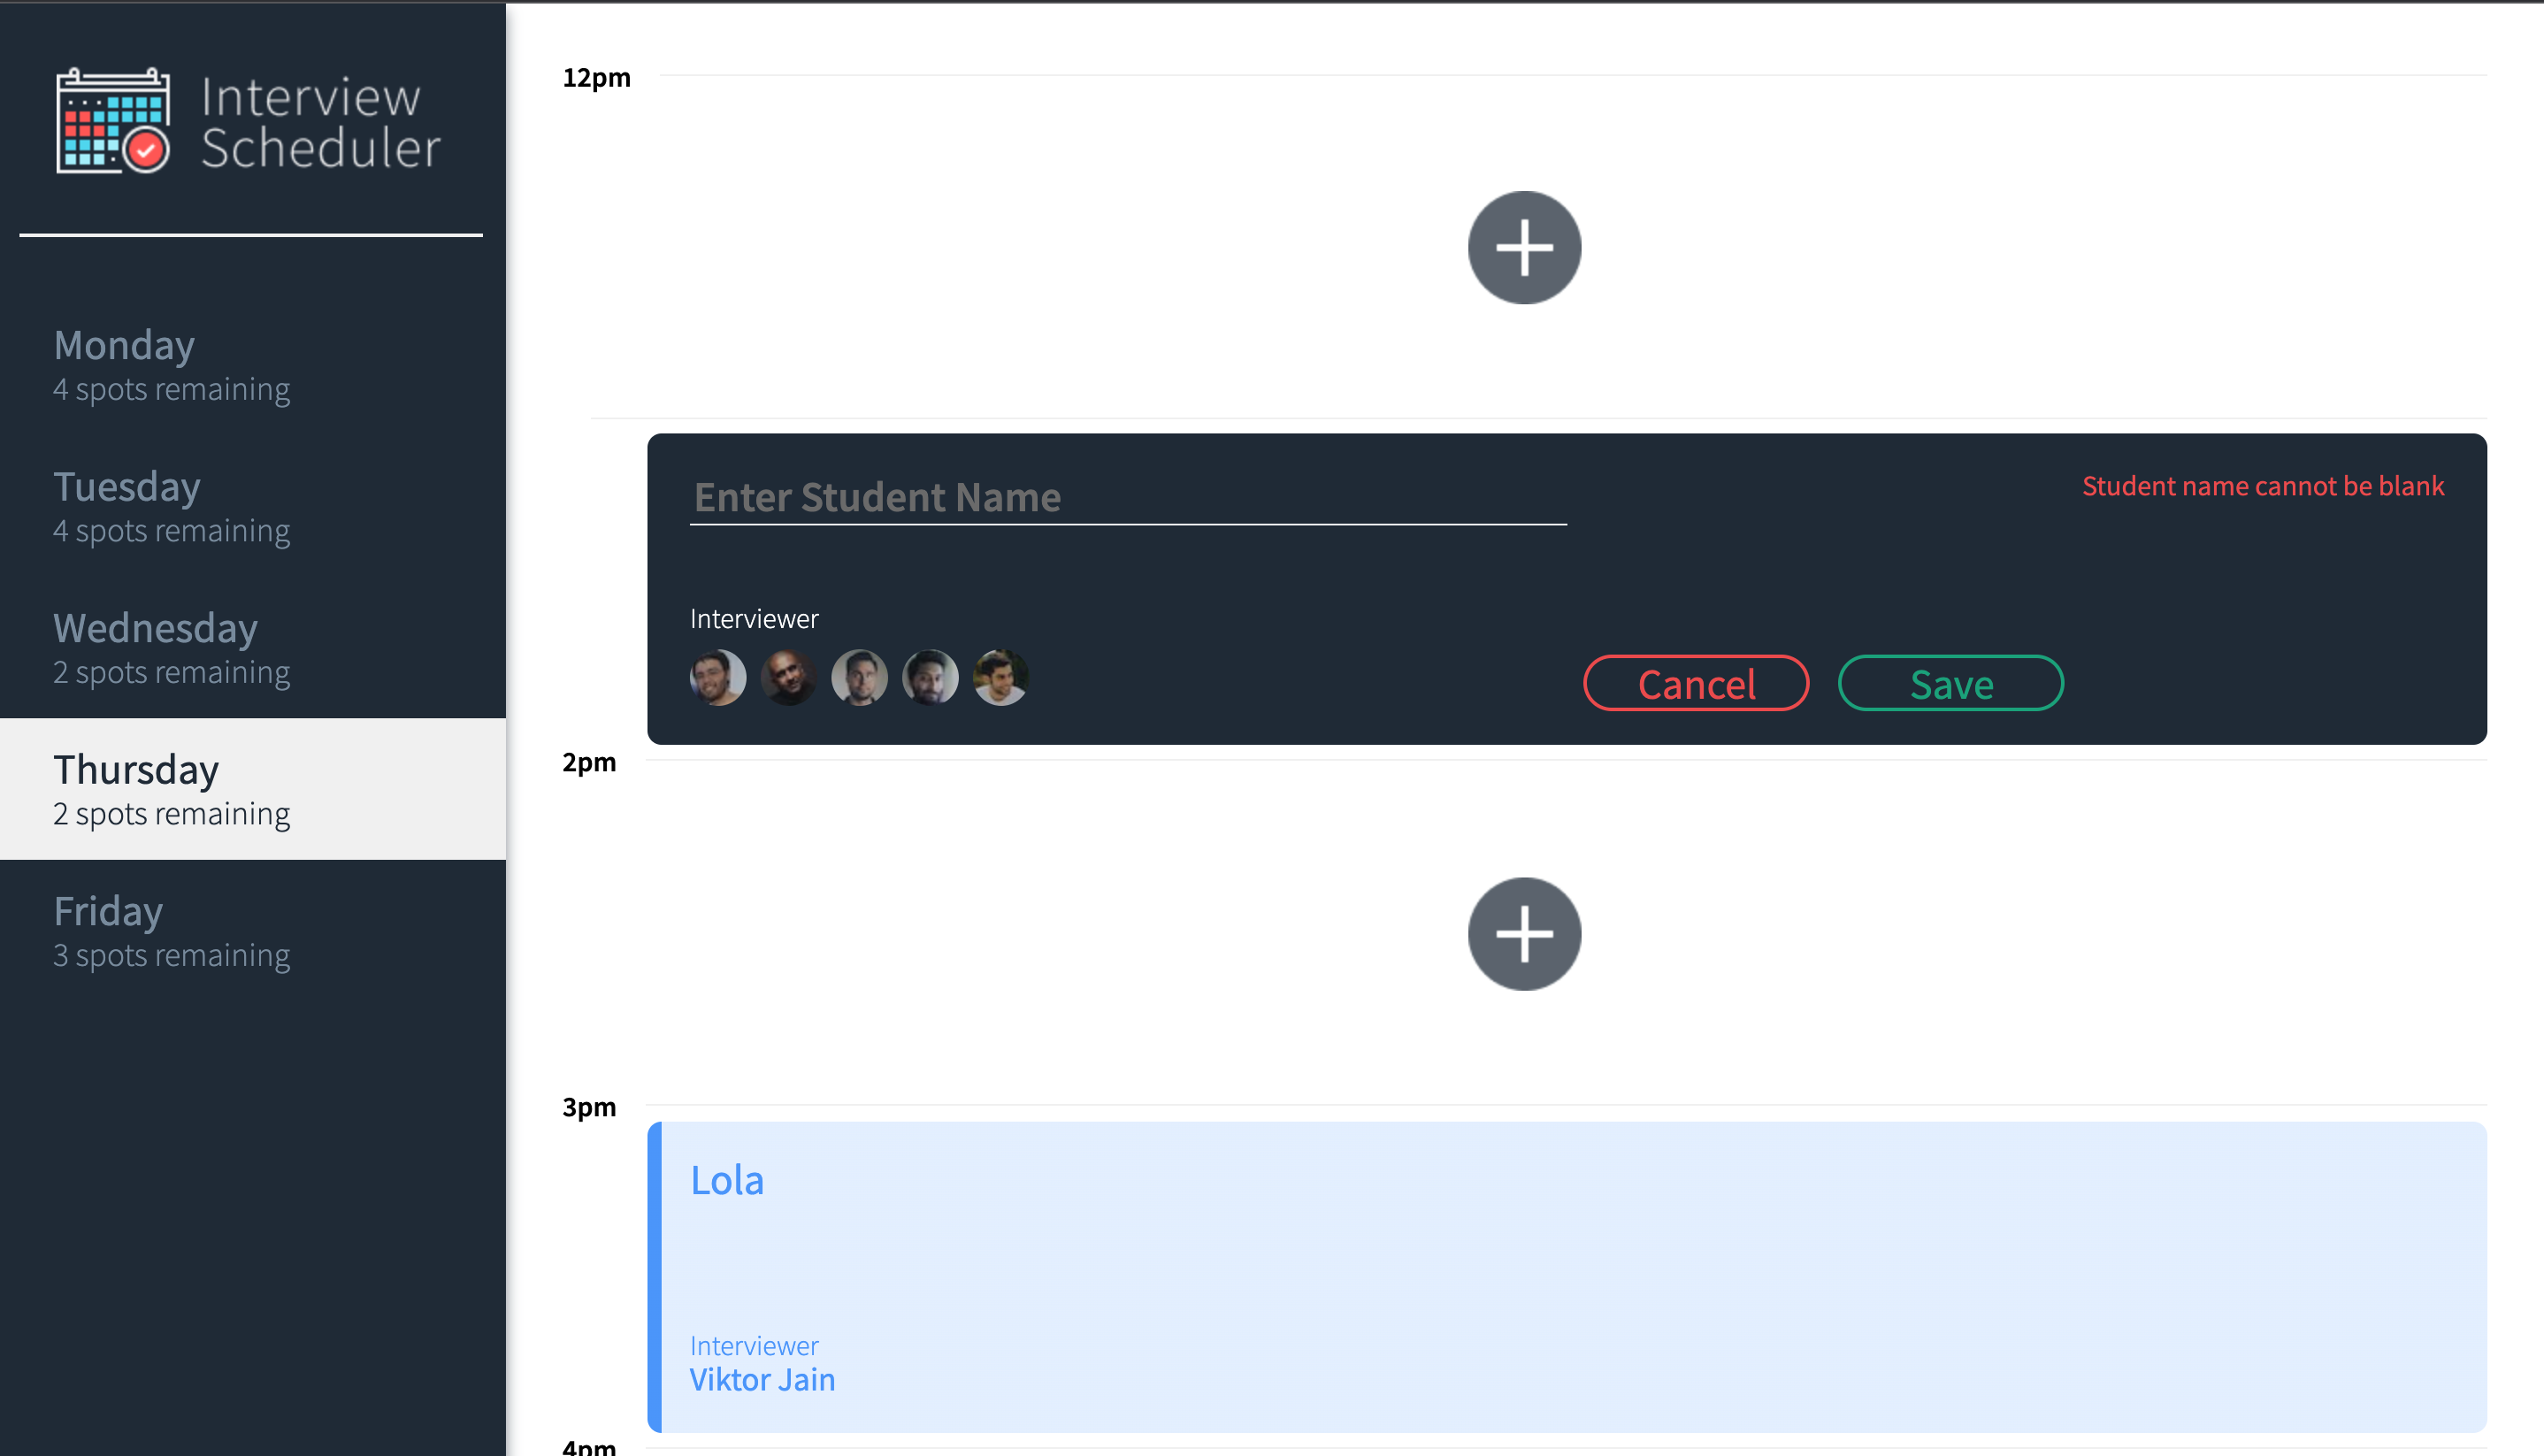 Interview
Scheduler
Monday
4 spots remaining
Tuesday
4 spots remaining
Wednesday
2 spots remaining
Thursday
2 spots remaining
Friday
3 spots remaining
12pm
Enter Student Name
Student name cannot be blank
Interviewer
Cancel
Save
2pm
3pm
Lola
Interviewer
Viktor Jain
4pm